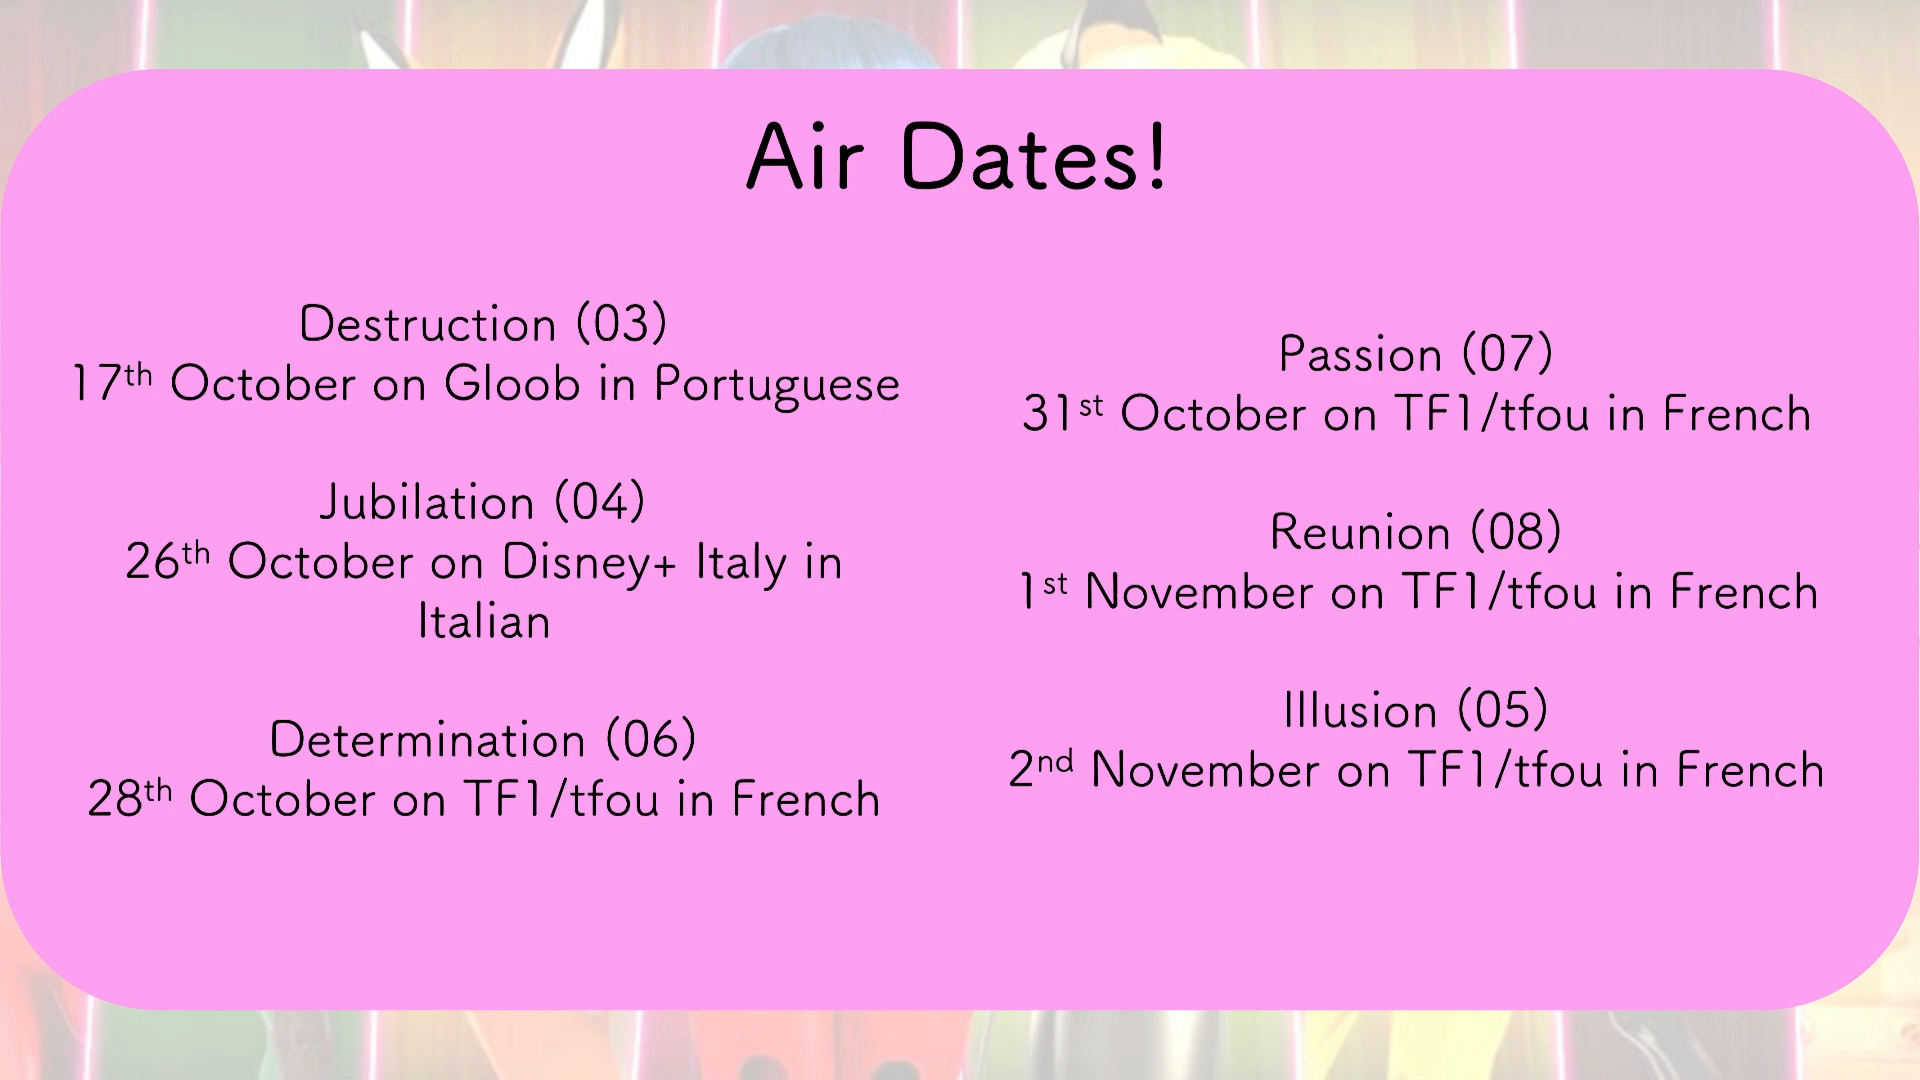 Air Dates!
Destruction (03)
17th October on Gloob in Portuguese
Jubilation (04)
26th October on Disney+ Italy in
Italian
Determination (06)
28th October on TF1/tfou in French
Passion (07)
31st October on TF1/tfou in French
Reunion (08)
1st November on TF1/tfou in French
Illusion (05)
2nd November on TF1/tfou in French